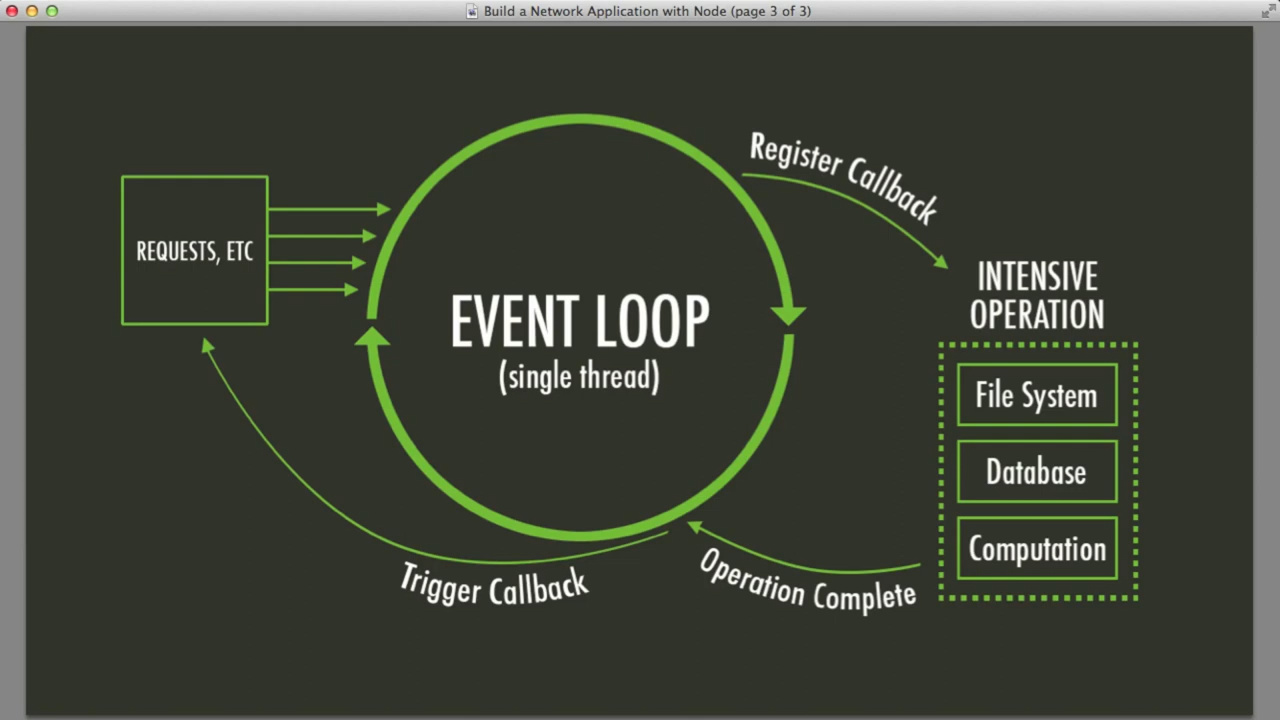 Build a Network Application with Node (page 3 of 3)
Register Callback
REQUESTS, ETC
EVENT LOOP
(single thread)
INTENSIVE
OPERATION
File System
Database
Computation
Operation Complete
Trigger Callback